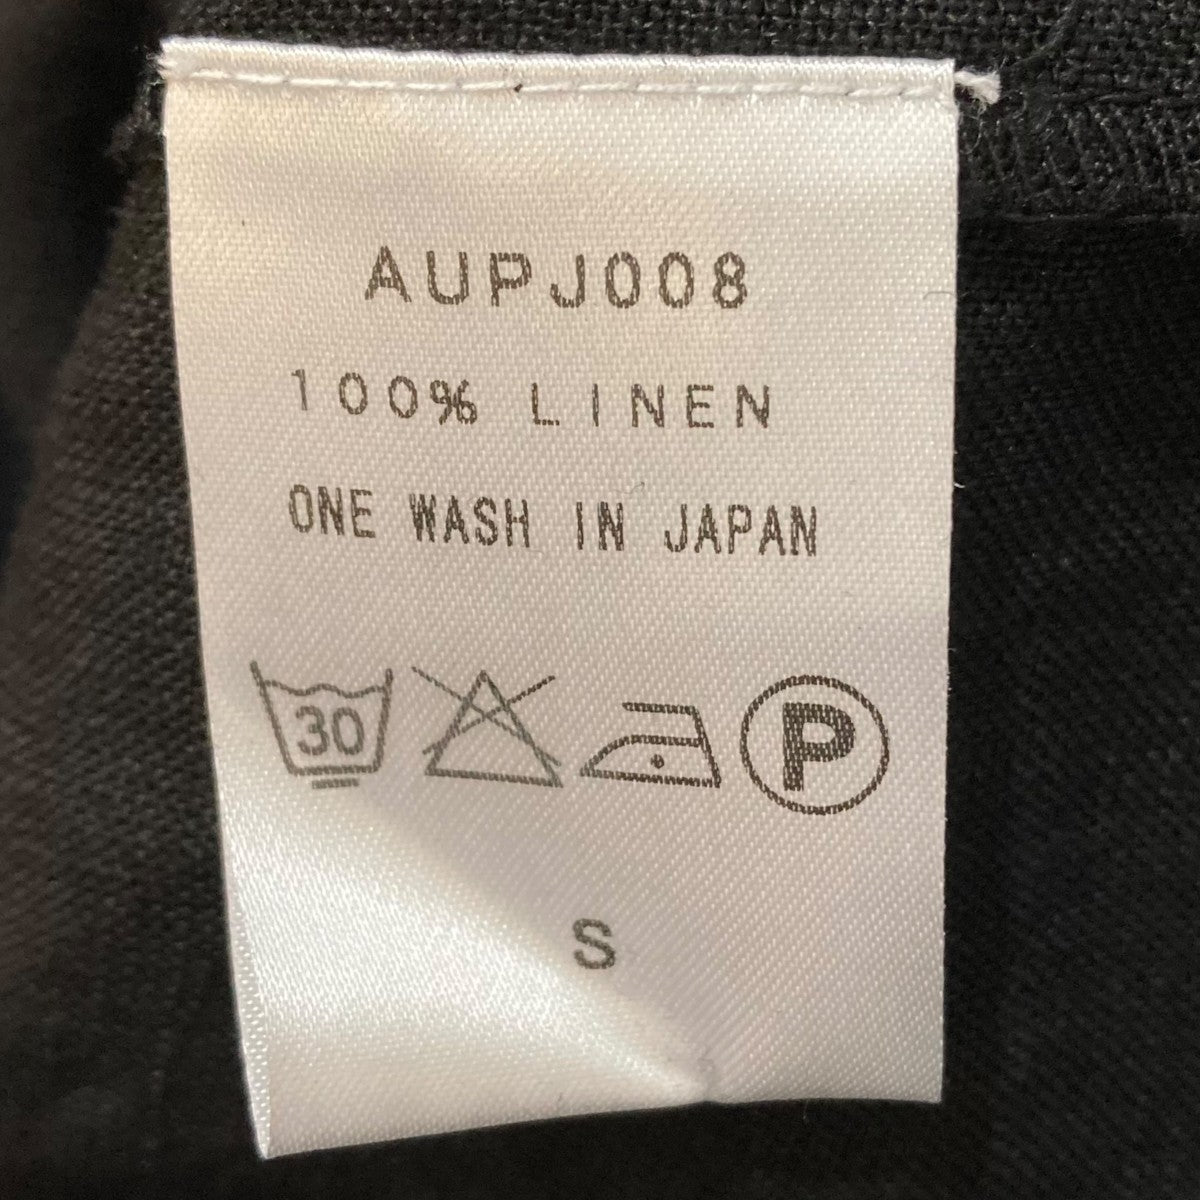 AUPJ008
100% LINEN
ONE WASH IN JAPAN
30 P
S